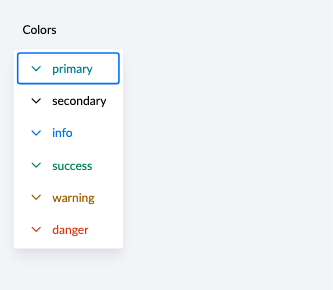 Colors
primary
secondary
info
success
warning
danger